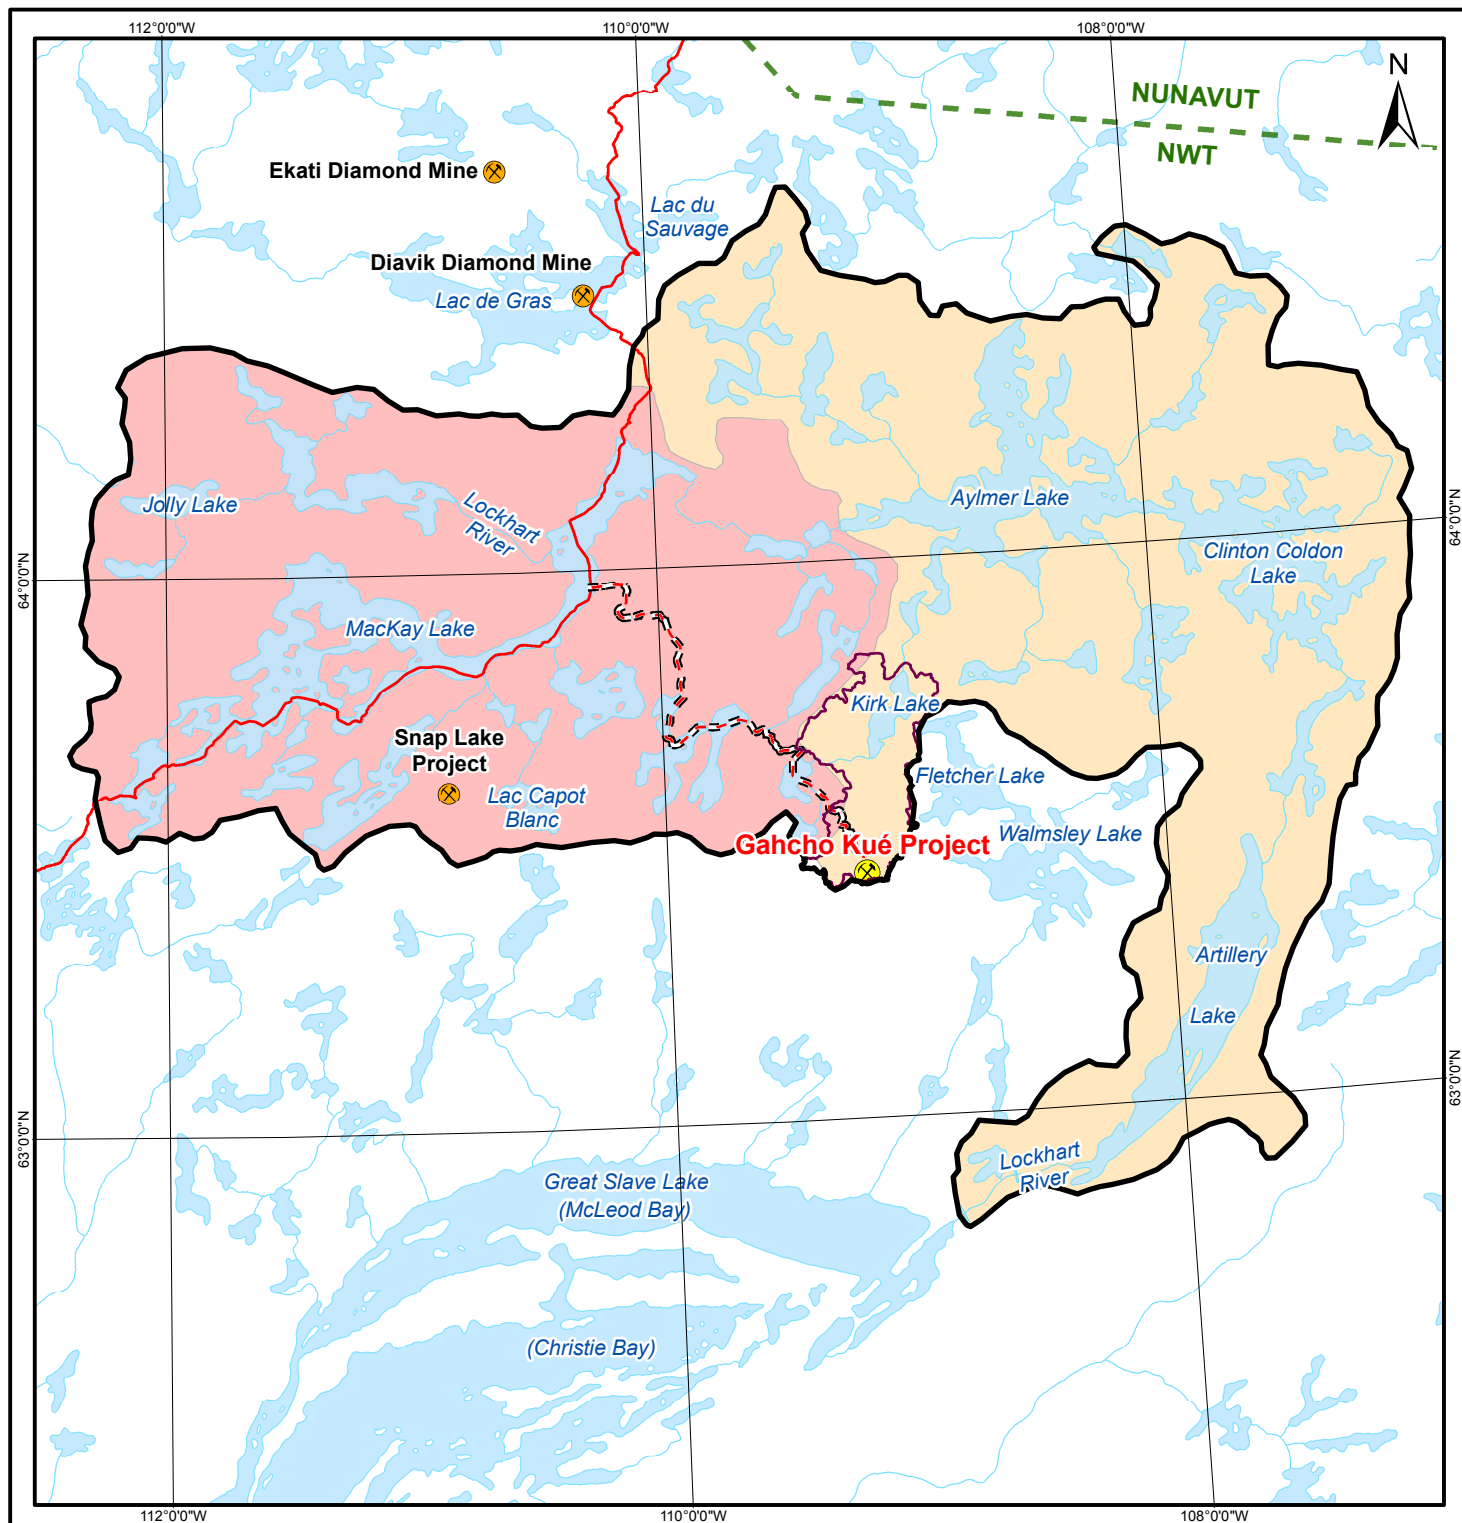 112°0'0"W
110°0'0"W
108°0'0"W
N
NUNAVUT
NWT
Ekati Diamond Mine
Lac du
Sauvage
Diavik Diamond Mine
Lac de Gras
Jolly Lake
Lockhart
River
Aylmer Lake
64°0'0"N
Clinton Coldon
Lake
64°0'0"N
MacKay Lake
Kirk Lake
Snap Lake
Project
Fletcher Lake
Lac Capot
Blanc
Walmsley Lake
Gahcho Kué Project
Artillery
Lake
63°0'0"N
63°0'0"N
Lockhart
River
Great Slave Lake
(McLeod Bay)
(Christie Bay)
112°0'0"W
110°0'0"W
108°0'0"W